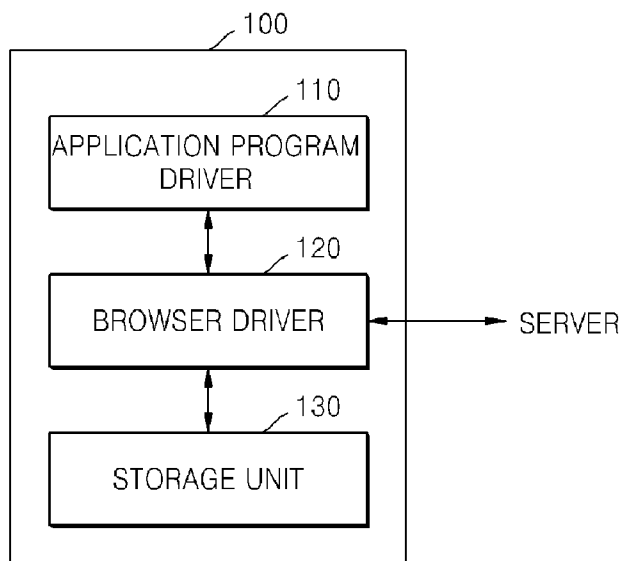 100
110
APPLICATION PROGRAM
DRIVER
120
BROWSER DRIVER
SERVER
130
STORAGE UNIT